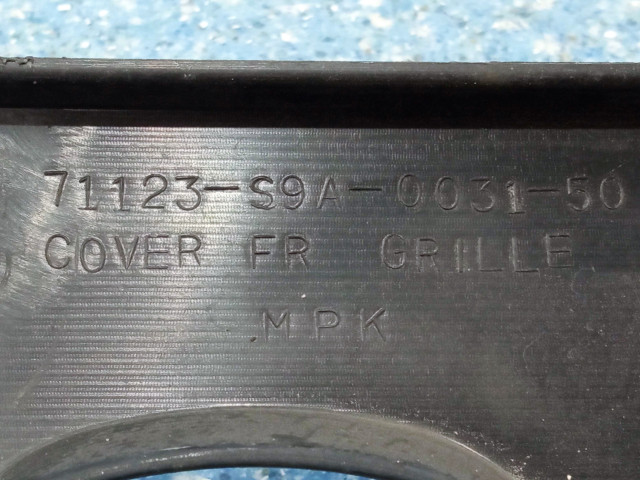 71123-S9A-0031-50
COVER FR GRILLE
MPK